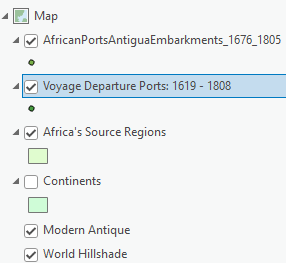 Map
AfricanPortsAntiguaEmbarkments_1676_1805
Voyage Departure Ports: 1619 - 1808
Africa's Source Regions
Continents
Modern Antique
World Hillshade